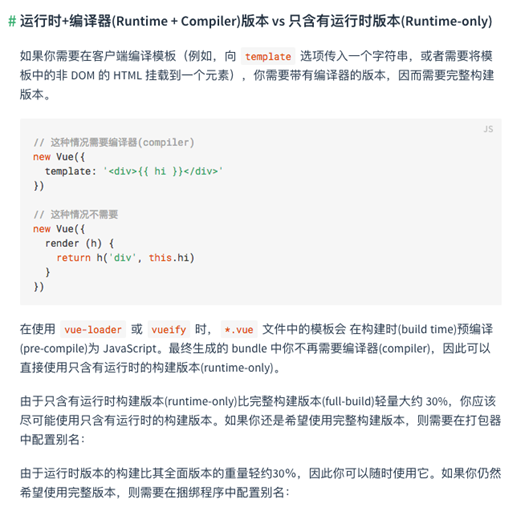 # 运行时+编译器(Runtime + Compiler)版本 vs 只含有运行时版本(Runtime-only)
如果你需要在客户端编译模板（例如，向 template 选项传入一个字符串，或者需要将模
板中的非 DOM 的 HTML 挂载到一个元素），你需要带有编译器的版本，因而需要完整构建
版本。
JS
// 这种情况需要编译器(compiler)
new Vue({
  template: '<div>{{ hi }}</div>'
})
// 这种情况不需要
new Vue({
  render (h) {
    return h('div', this.hi)
  }
})
在使用 vue-loader 或 vueify 时， *.vue 文件中的模板会 在构建时(build time)预编译
(pre-compile)为 JavaScript。最终生成的 bundle 中你不再需要编译器(compiler)，因此可以
直接使用只含有运行时的构建版本(runtime-only)。
由于只含有运行时构建版本(runtime-only)比完整构建版本(full-build)轻量大约 30%，你应该
尽可能使用只含有运行时的构建版本。如果你还是希望使用完整构建版本，则需要在打包器
中配置别名：
由于运行时版本的构建比其全面版本的重量轻约30%，因此你可以随时使用它。如果你仍然
希望使用完整版本，则需要在捆绑程序中配置别名：